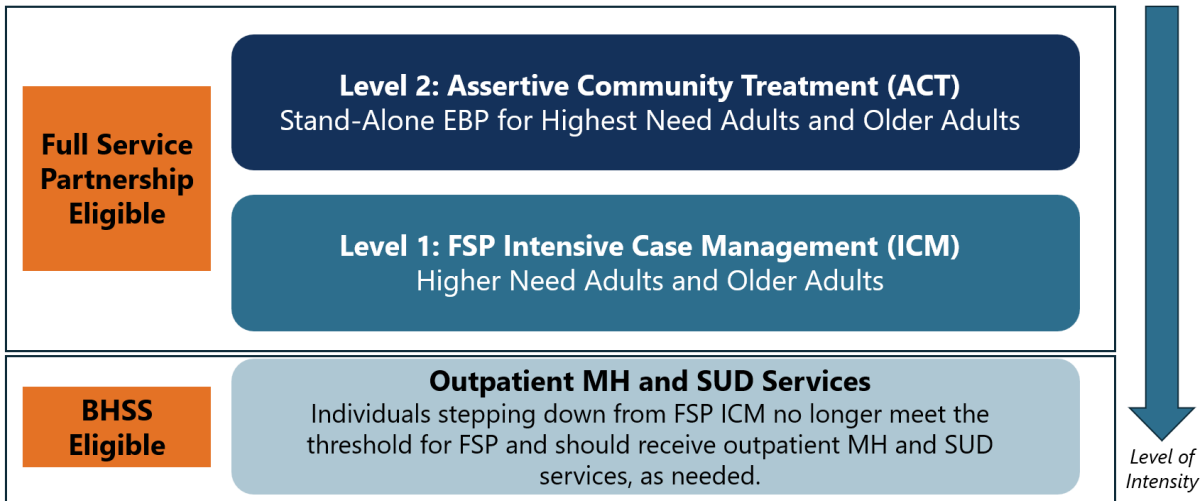 Full Service
Partnership
Eligible
Level 2: Assertive Community Treatment (ACT)
Stand-Alone EBP for Highest Need Adults and Older Adults
Level 1: FSP Intensive Case Management (ICM)
Higher Need Adults and Older Adults
BHSS
Eligible
Outpatient MH and SUD Services
Individuals stepping down from FSP ICM no longer meet the
threshold for FSP and should receive outpatient MH and SUD
services, as needed.
Level of
Intensity